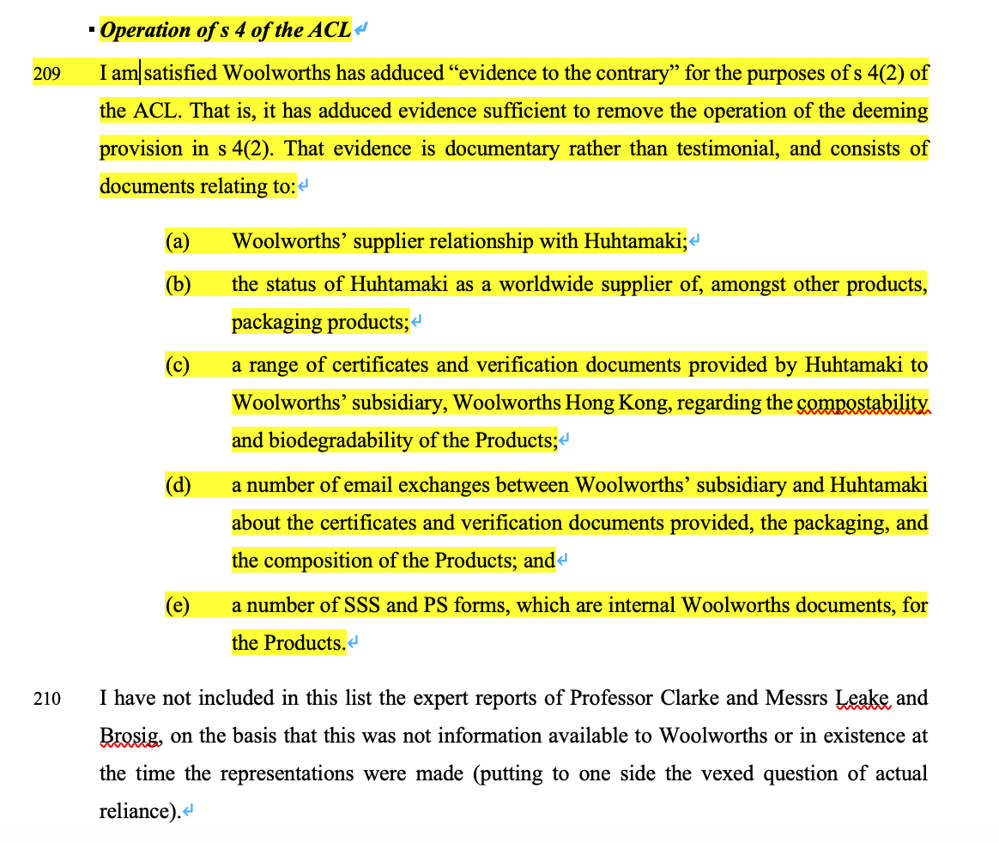 ▪ Operation of s 4 of the ACL↵
209 I am satisfied Woolworths has adduced “evidence to the contrary” for the purposes of s 4(2) of
the ACL. That is, it has adduced evidence sufficient to remove the operation of the deeming
provision in s 4(2). That evidence is documentary rather than testimonial, and consists of
documents relating to:↵
(a) Woolworths’ supplier relationship with Huhtamaki;↵
(b) the status of Huhtamaki as a worldwide supplier of, amongst other products,
packaging products;↵
(c) a range of certificates and verification documents provided by Huhtamaki to
Woolworths’ subsidiary, Woolworths Hong Kong, regarding the compostability
and biodegradability of the Products;↵
(d) a number of email exchanges between Woolworths’ subsidiary and Huhtamaki
about the certificates and verification documents provided, the packaging, and
the composition of the Products; and↵
(e) a number of SSS and PS forms, which are internal Woolworths documents, for
the Products.↵
210 I have not included in this list the expert reports of Professor Clarke and Messrs Leake and
Brosig, on the basis that this was not information available to Woolworths or in existence at
the time the representations were made (putting to one side the vexed question of actual
reliance).↵